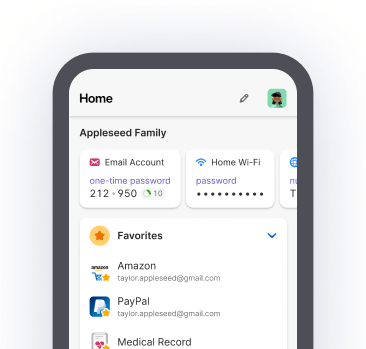 Home
Appleseed Family
Email Account
Home Wi-Fi
one-time password
password
nu
212 • 950
10
••••••••••
T
Favorites
amazon
Amazon
taylor.appleseed@gmail.com
PayPal
taylor.appleseed@gmail.com
Medical Record